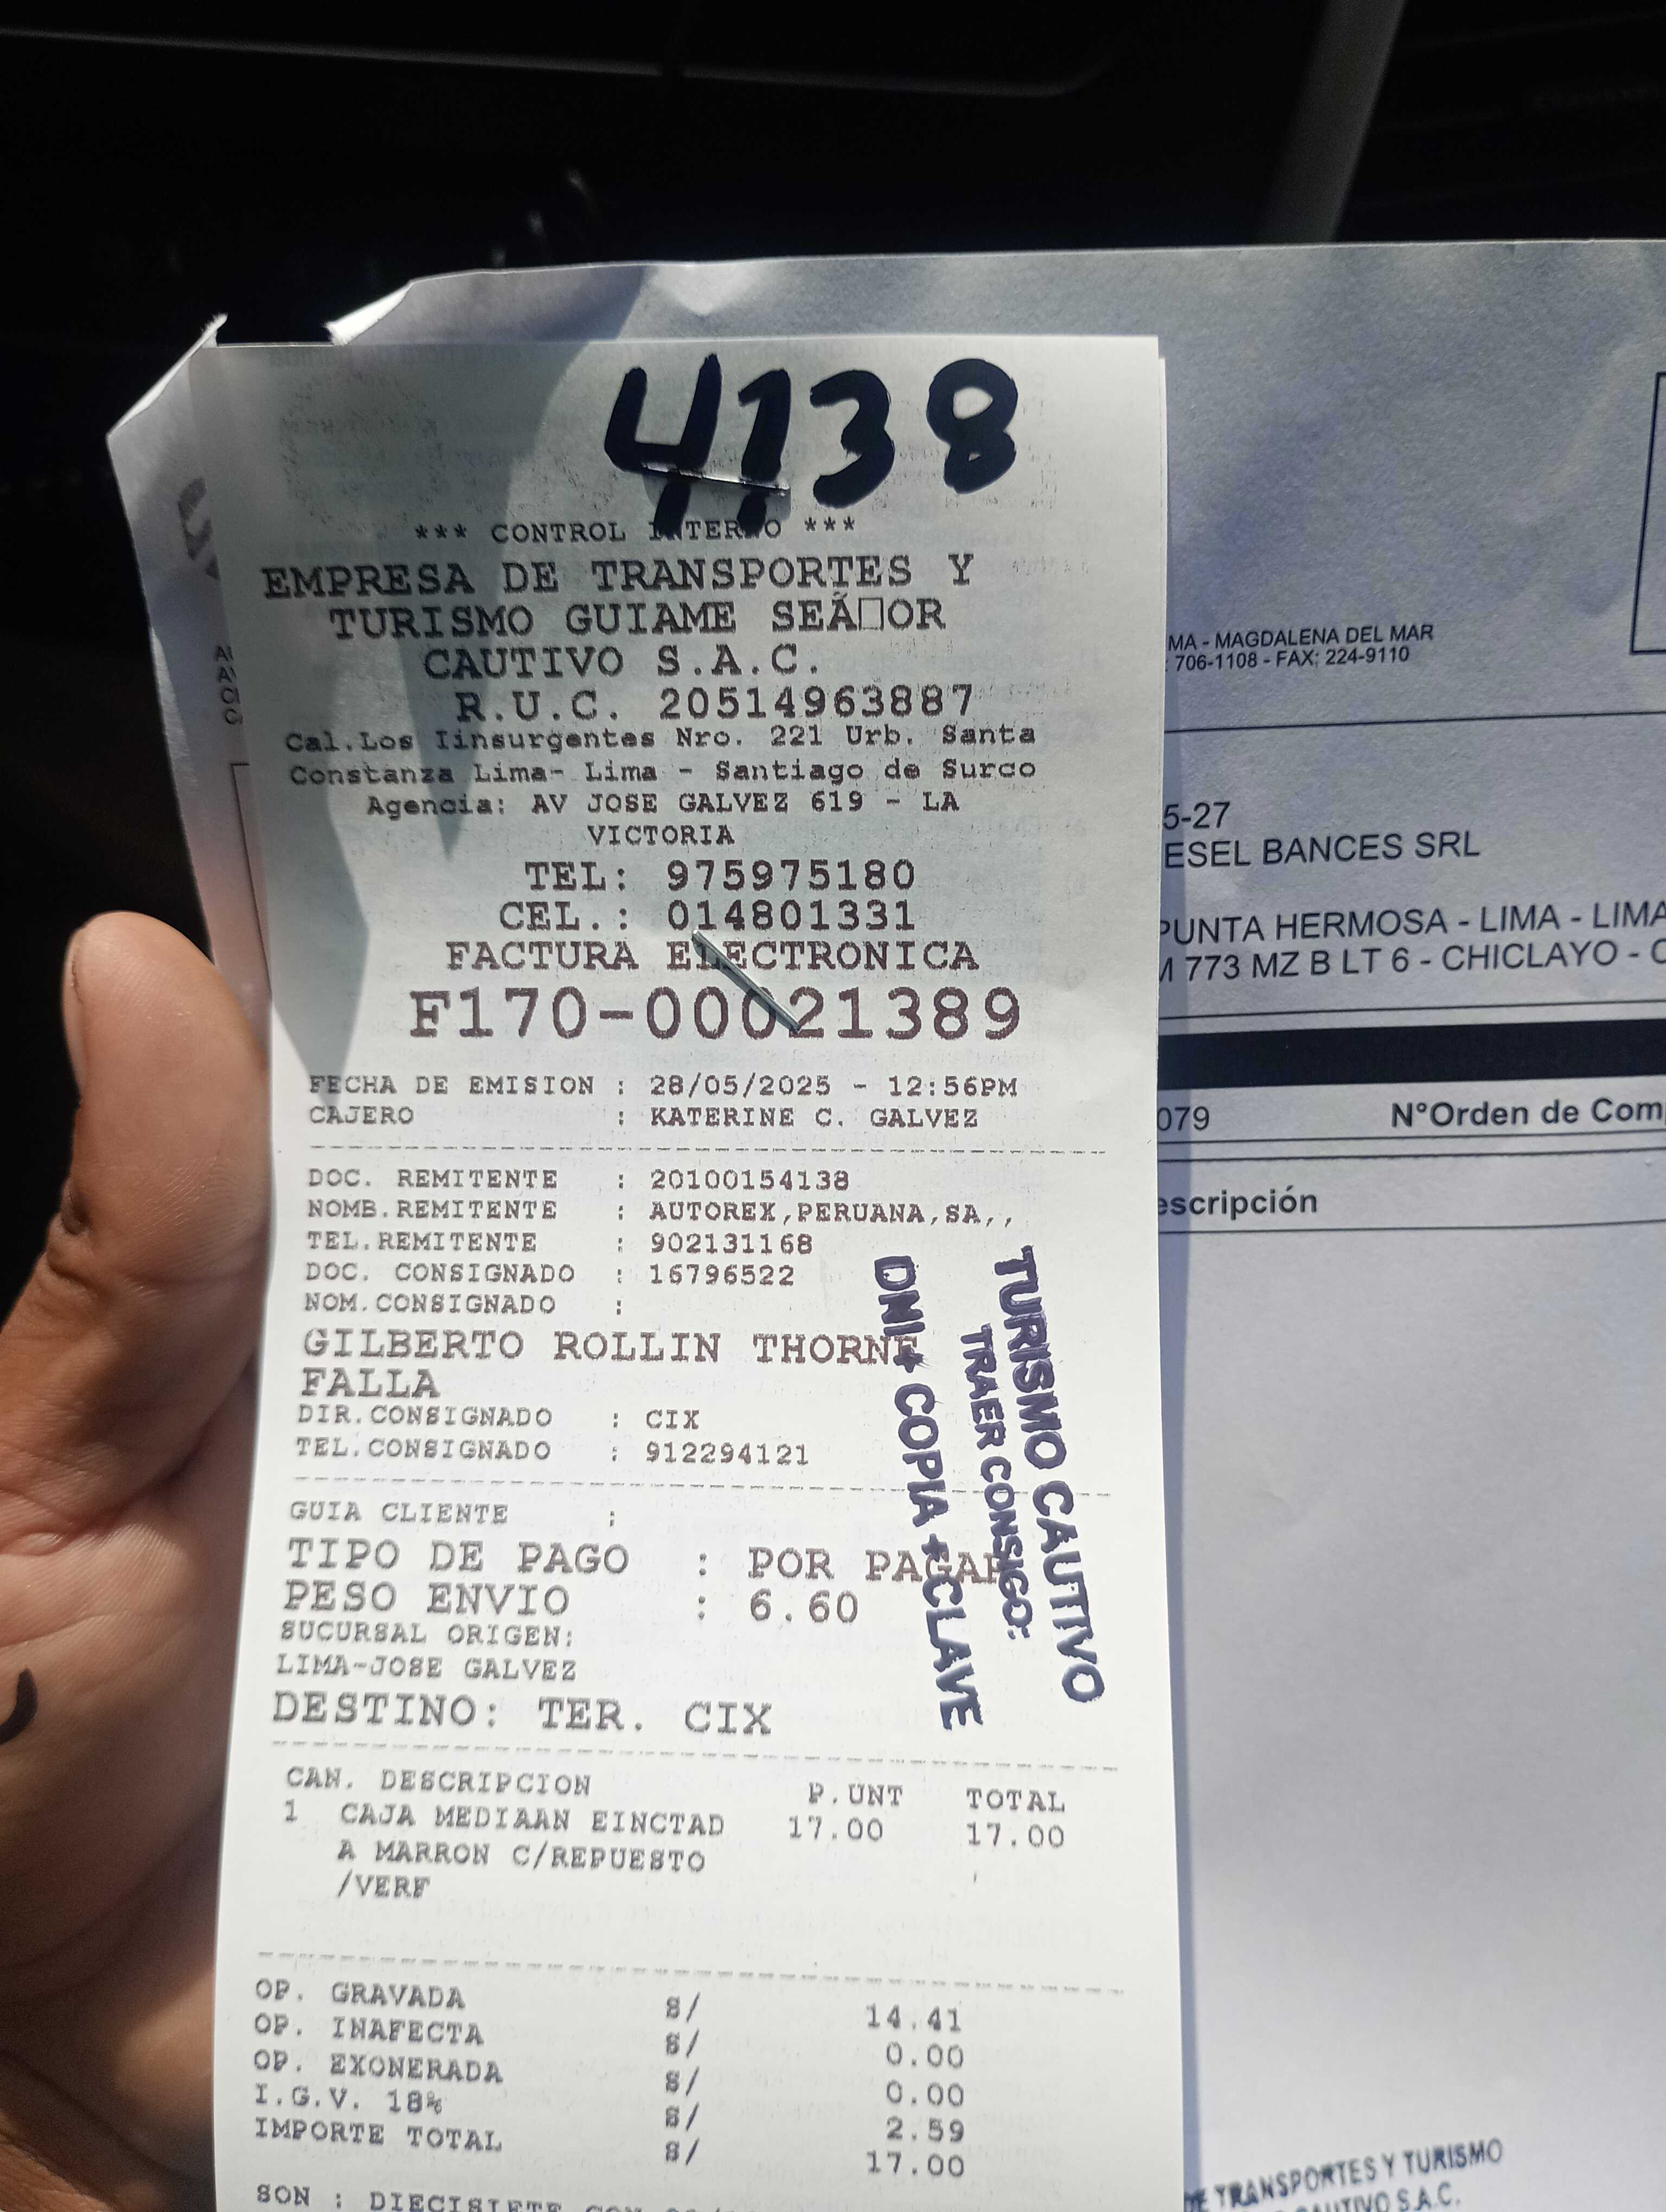 4138
*** CONTROL INTERNO ***
EMPRESA DE TRANSPORTES Y
TURISMO GUIAME SEÃ□OR
CAUTIVO S.A.C.
R.U.C. 20514963887
Cal.Los Iinsurgentes Nro. 221 Urb. Santa
Constanza Lima- Lima - Santiago de Surco
Agencia: AV JOSE GALVEZ 619 - LA
VICTORIA
TEL: 975975180
CEL.: 014801331
FACTURA ELECTRONICA
F170-00021389
FECHA DE EMISION : 28/05/2025 - 12:56PM
CAJERO : KATERINE C. GALVEZ
DOC. REMITENTE : 20100154138
NOMB.REMITENTE : AUTOREX,PERUANA,SA,,
TEL.REMITENTE : 902131168
DOC. CONSIGNADO : 16796522
NOM.CONSIGNADO :
GILBERTO ROLLIN THORNE
FALLA
DIR.CONSIGNADO : CIX
TEL.CONSIGNADO : 912294121
GUIA CLIENTE :
TIPO DE PAGO : POR PAGAR
PESO ENVIO : 6.60
SUCURSAL ORIGEN:
LIMA-JOSE GALVEZ
DESTINO: TER. CIX
CAN. DESCRIPCION P.UNT TOTAL
1 CAJA MEDIAAN EINCTAD 17.00 17.00
A MARRON C/REPUESTO
/VERF
OP. GRAVADA S/ 14.41
OP. INAFECTA S/ 0.00
OP. EXONERADA S/ 0.00
I.G.V. 18% S/ 2.59
IMPORTE TOTAL S/ 17.00
SON : DIECISIETE CON
TURISMO CAUTIVO
TRAER CONSIGO:
DNI + COPIA + CLAVE
MA - MAGDALENA DEL MAR
: 706-1108 - FAX: 224-9110
5-27
ESEL BANCES SRL
PUNTA HERMOSA - LIMA - LIMA
M 773 MZ B LT 6 - CHICLAYO - C
079 N°Orden de Com
escripción
DE TRANSPORTES Y TURISMO
CAUTIVO S.A.C.